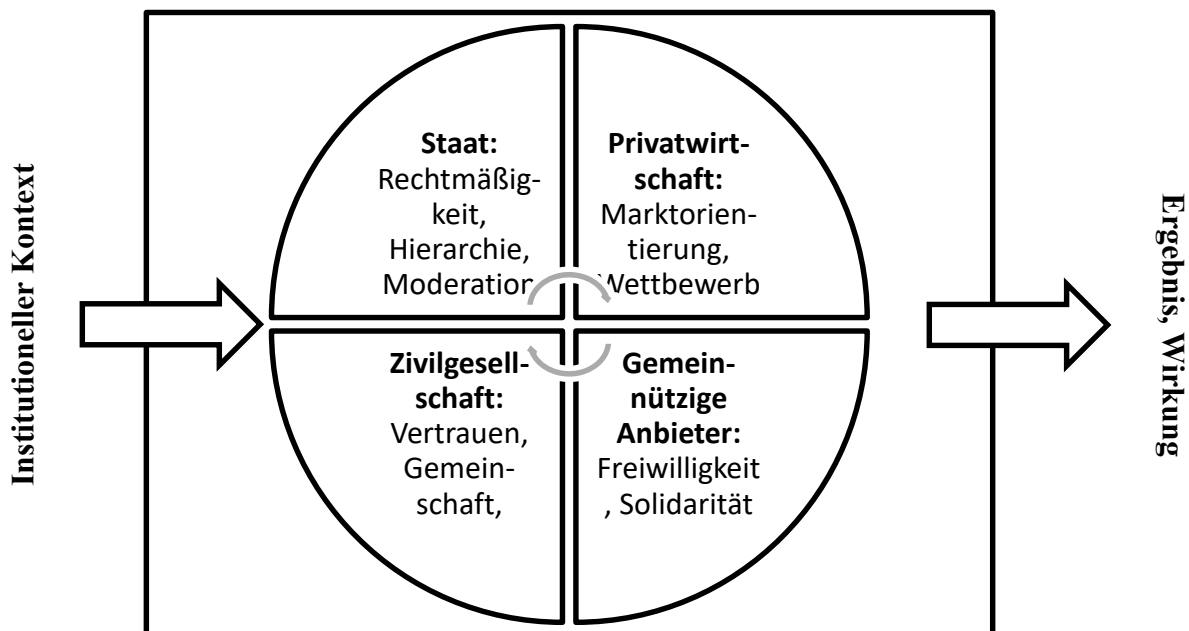 Institutioneller Kontext
Staat:
Rechtmäßig-
keit,
Hierarchie,
Moderation
Privatwirt-
schaft:
Marktorien-
tierung,
Wettbewerb
Zivilgesell-
schaft:
Vertrauen,
Gemein-
schaft,
Gemein-
nützige
Anbieter:
Freiwilligkeit
, Solidarität
Ergebnis, Wirkung